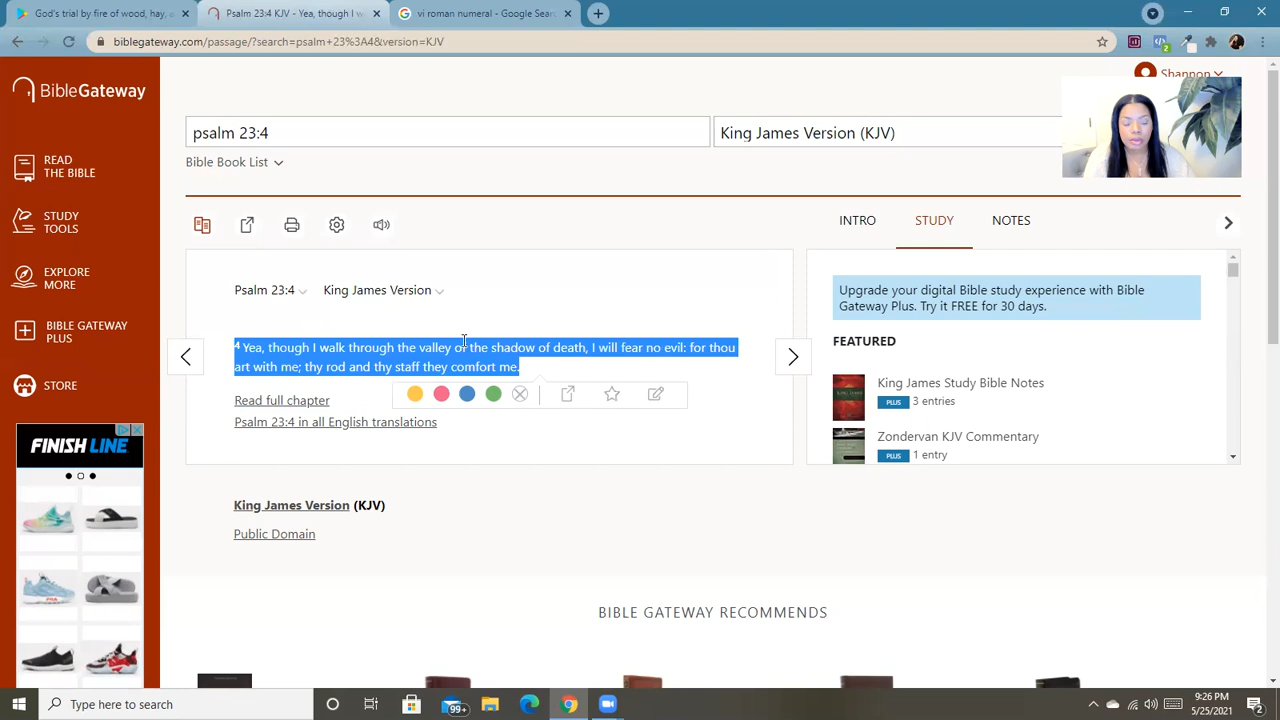 God's trial by fire of wood, hay,
Psalm 23:4 KJV - Yea, though I w
vi roman numeral - Google Sear
biblegateway.com/passage/?search=psalm+23%3A4&version=KJV
BibleGateway
Shannon
psalm 23:4
King James Version (KJV)
Bible Book List
READ
THE BIBLE
STUDY
TOOLS
EXPLORE
MORE
BIBLE GATEWAY
PLUS
STORE
INTRO
STUDY
NOTES
Psalm 23:4
King James Version
4 Yea, though I walk through the valley of the shadow of death, I will fear no evil: for thou
art with me; thy rod and thy staff they comfort me.
Read full chapter
Psalm 23:4 in all English translations
Upgrade your digital Bible study experience with Bible
Gateway Plus. Try it FREE for 30 days.
FEATURED
King James Study Bible Notes
PLUS 3 entries
Zondervan KJV Commentary
PLUS 1 entry
FINISH LINE
King James Version (KJV)
Public Domain
BIBLE GATEWAY RECOMMENDS
Type here to search
99+
9:26 PM
5/25/2021
2